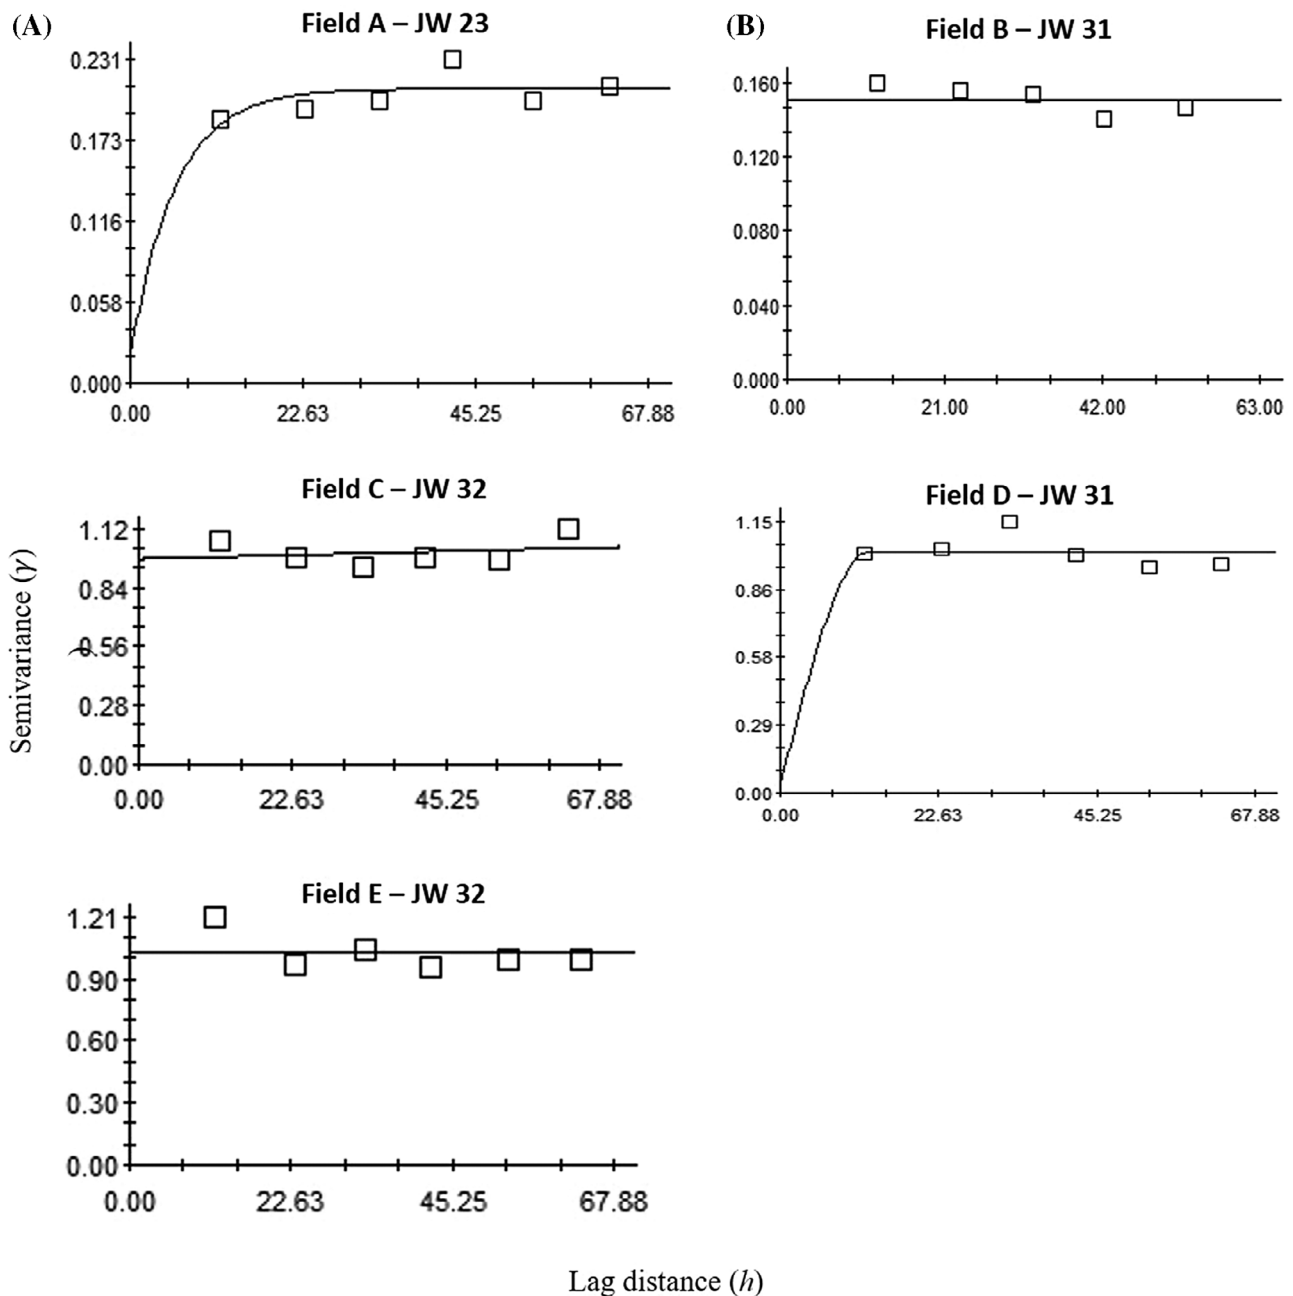 (A)
Field A – JW 23
0.231
0.173
0.116
0.058
0.000
0.00 22.63 45.25 67.88
(B)
Field B – JW 31
0.160
0.120
0.080
0.040
0.000
0.00 21.00 42.00 63.00
Semivariance (γ)
Field C – JW 32
1.12
0.84
0.56
0.28
0.00
0.00 22.63 45.25 67.88
Field D – JW 31
1.15
0.86
0.58
0.29
0.00
0.00 22.63 45.25 67.88
Field E – JW 32
1.21
0.90
0.60
0.30
0.00
0.00 22.63 45.25 67.88
Lag distance (h)